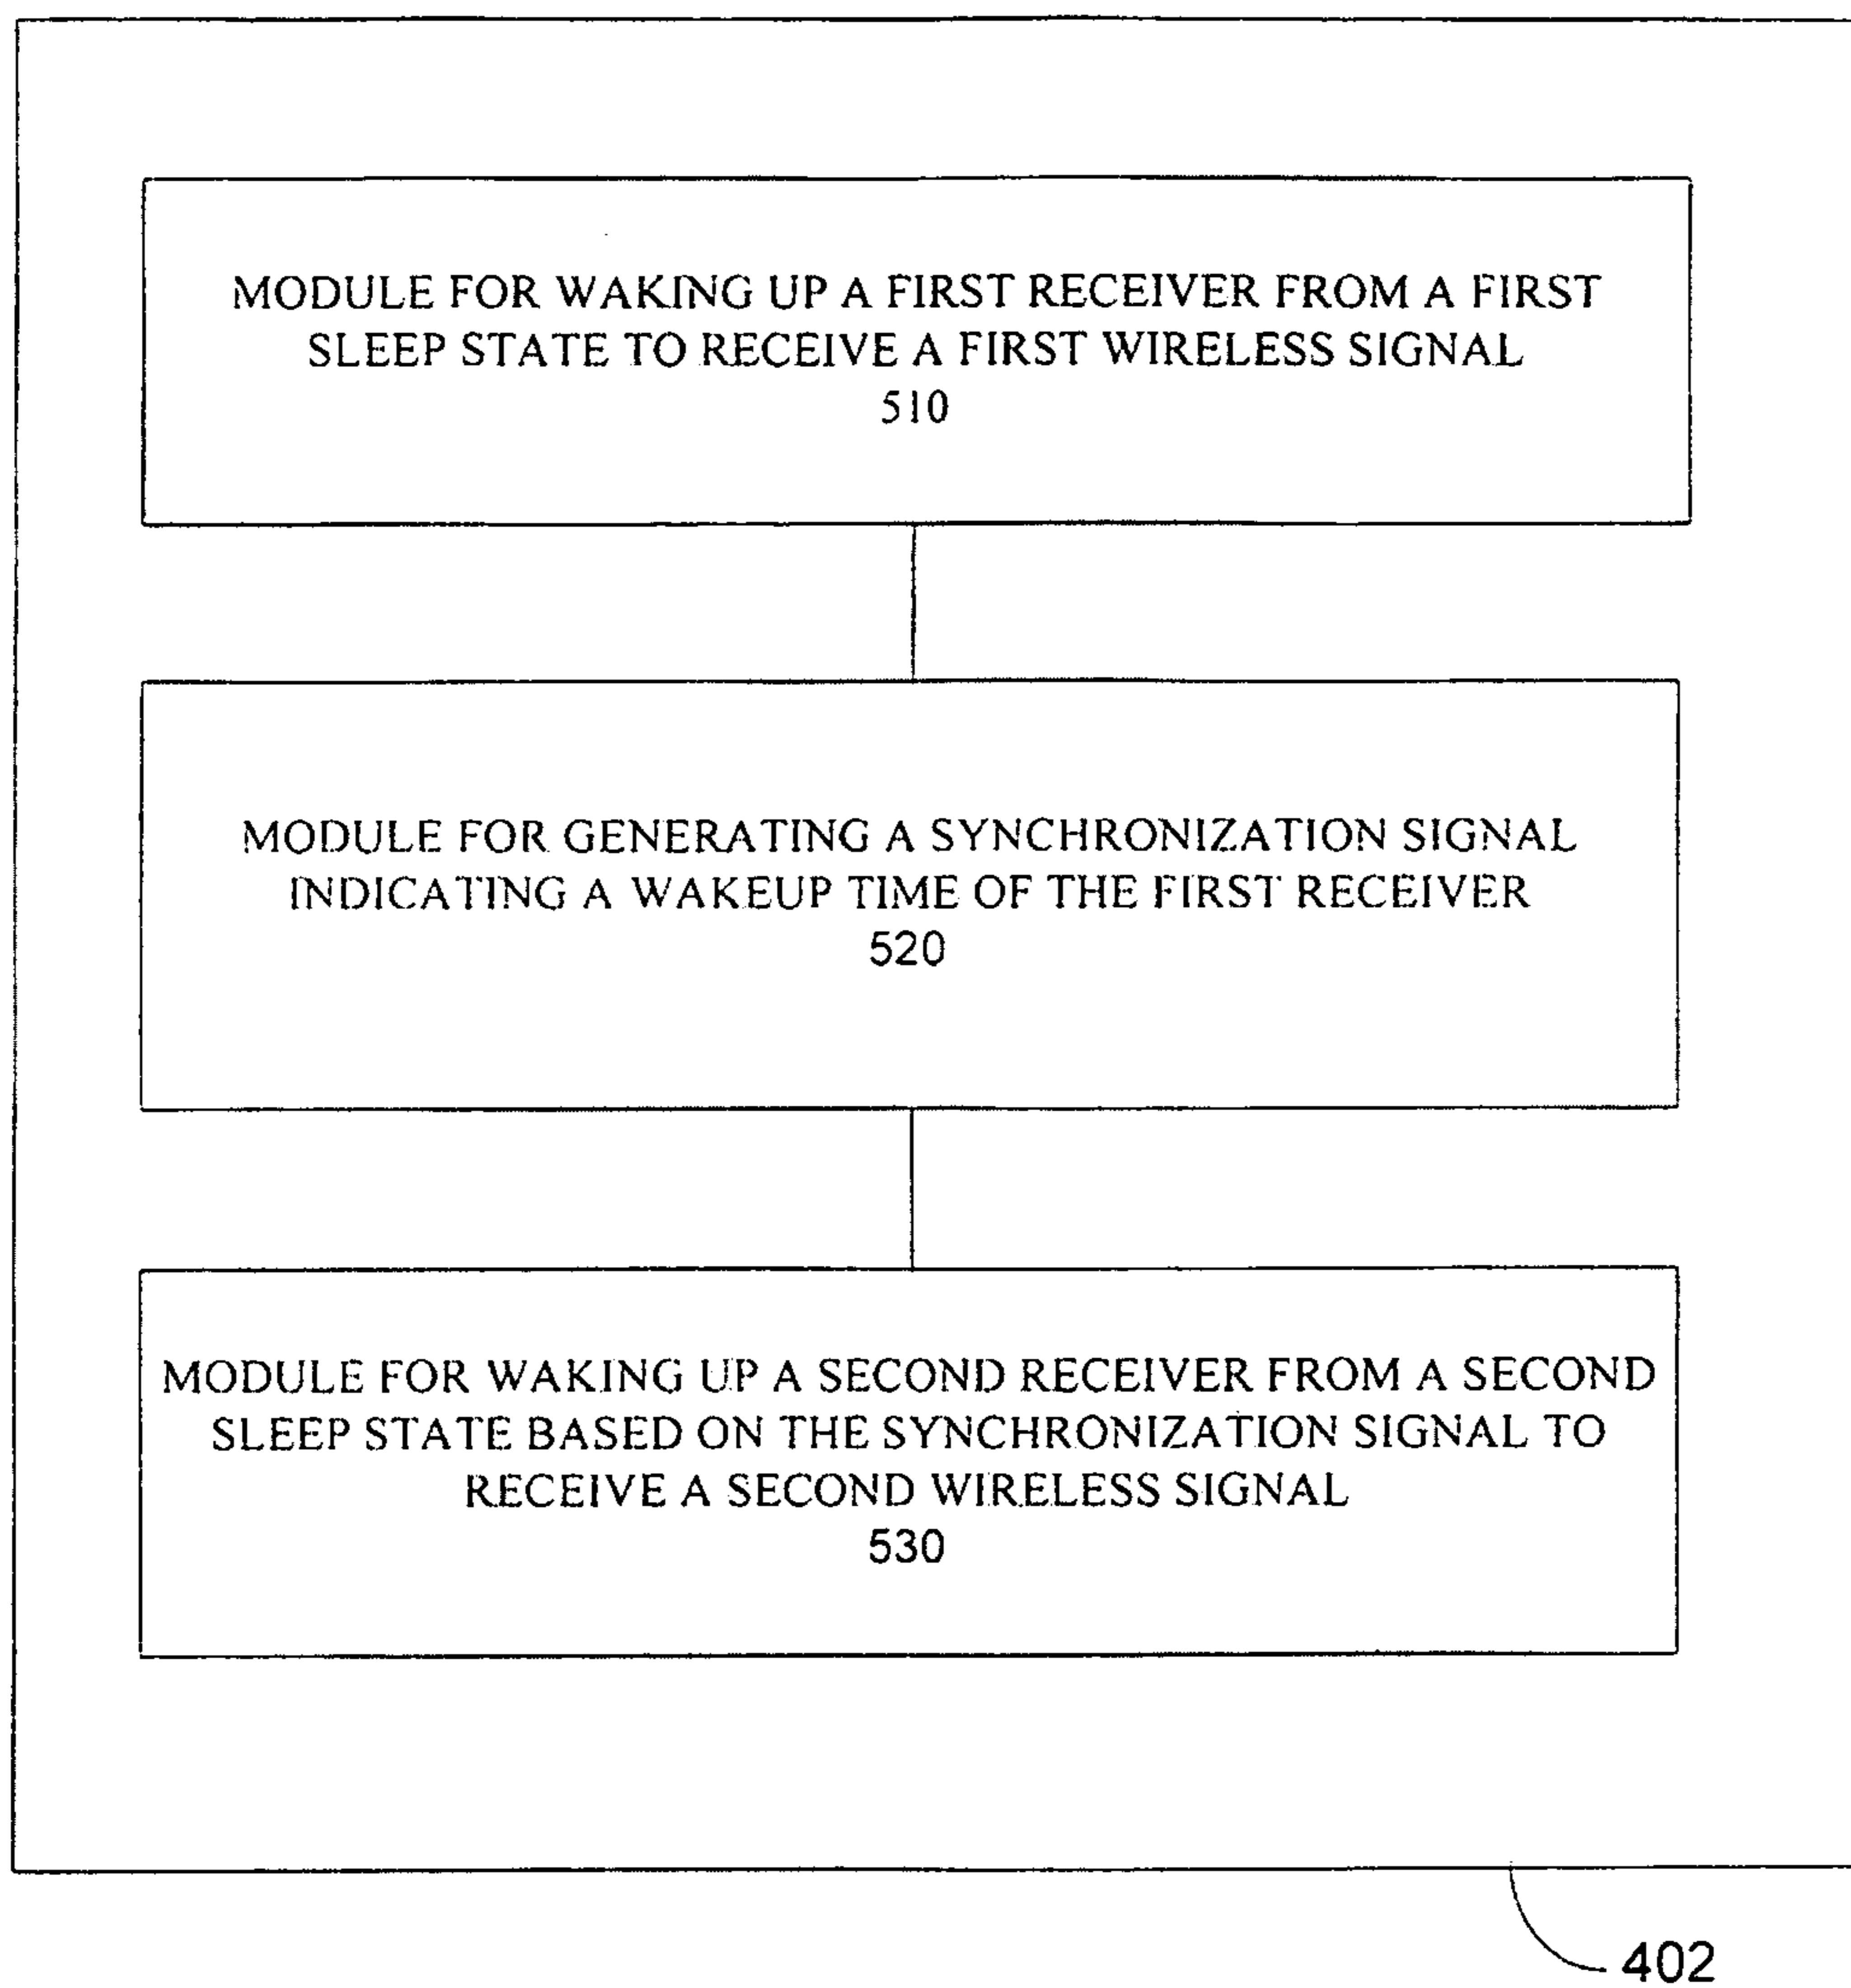 MODULE FOR WAKING UP A FIRST RECEIVER FROM A FIRST
SLEEP STATE TO RECEIVE A FIRST WIRELESS SIGNAL
510
MODULE FOR GENERATING A SYNCHRONIZATION SIGNAL
INDICATING A WAKEUP TIME OF THE FIRST RECEIVER
520
MODULE FOR WAKING UP A SECOND RECEIVER FROM A SECOND
SLEEP STATE BASED ON THE SYNCHRONIZATION SIGNAL TO
RECEIVE A SECOND WIRELESS SIGNAL
530
402